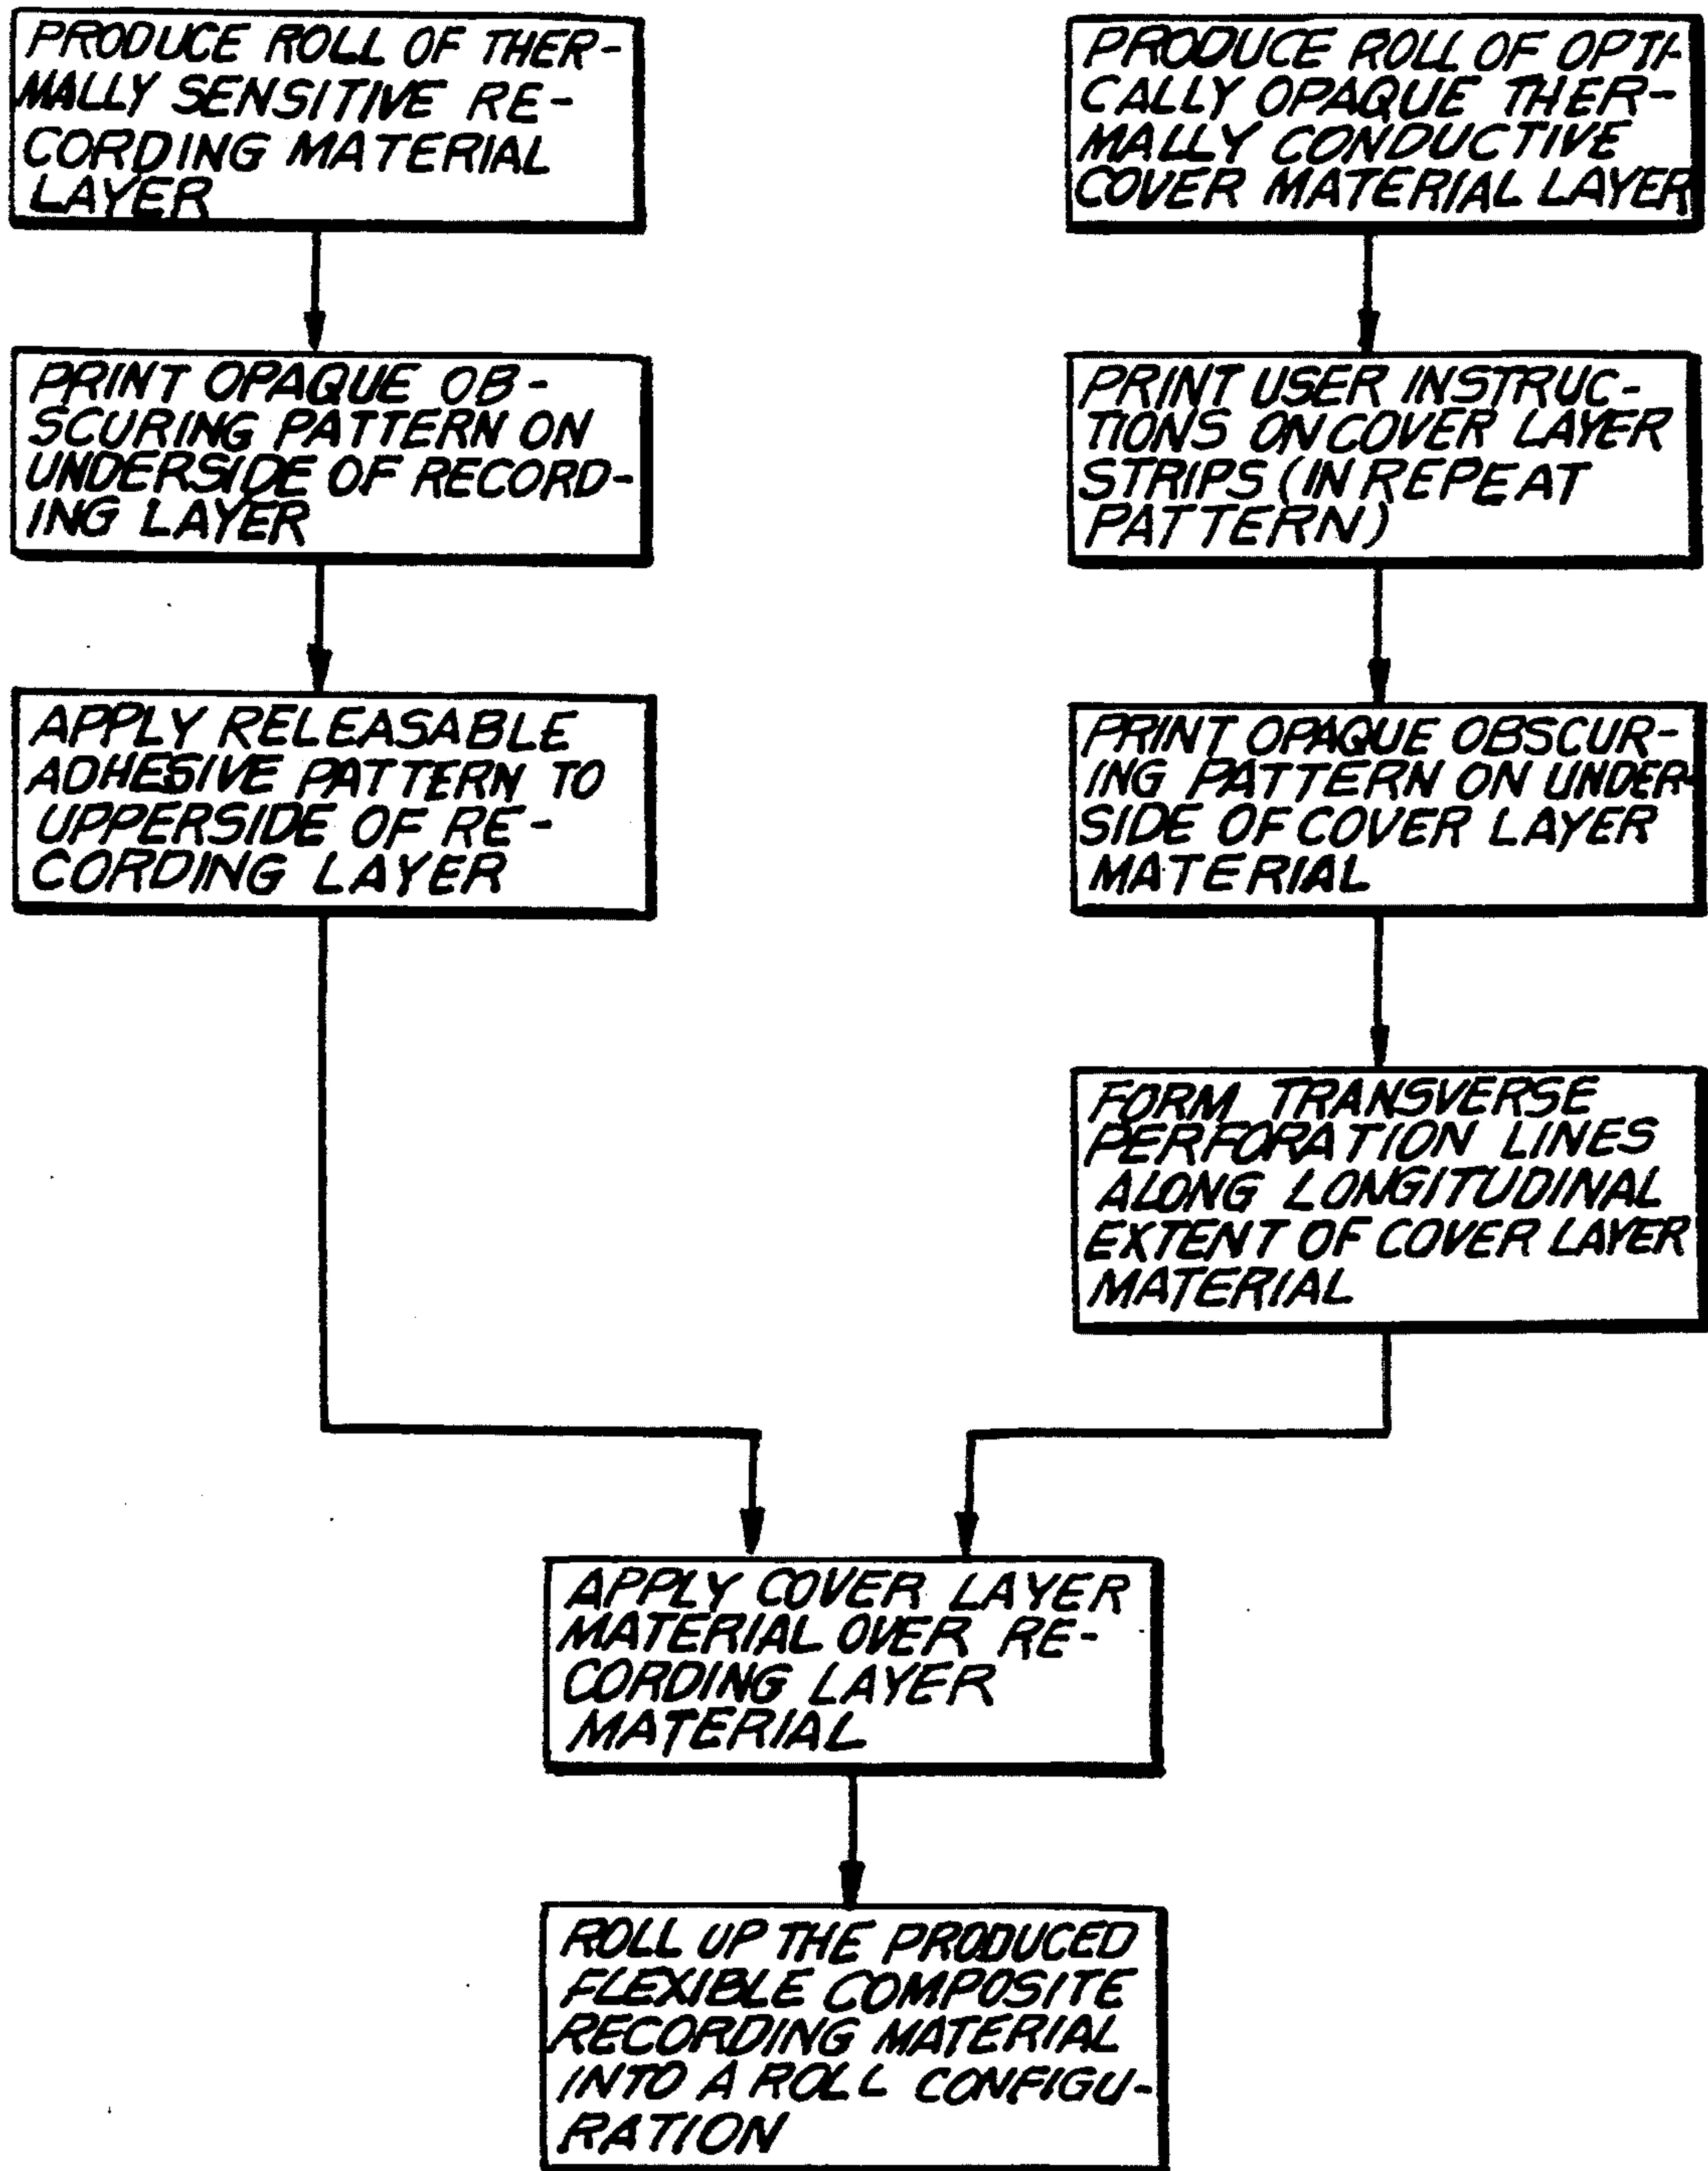 PRODUCE ROLL OF THER-
MALLY SENSITIVE RE-
CORDING MATERIAL
LAYER
PRINT OPAQUE OB-
SCURING PATTERN ON
UNDERSIDE OF RECORD-
ING LAYER
APPLY RELEASABLE
ADHESIVE PATTERN TO
UPPERSIDE OF RE-
CORDING LAYER
PRODUCE ROLL OF OPTI-
CALLY OPAQUE THER-
MALLY CONDUCTIVE
COVER MATERIAL LAYER
PRINT USER INSTRUC-
TIONS ON COVER LAYER
STRIPS (IN REPEAT
PATTERN)
PRINT OPAQUE OBSCUR-
ING PATTERN ON UNDER-
SIDE OF COVER LAYER
MATERIAL
FORM TRANSVERSE
PERFORATION LINES
ALONG LONGITUDINAL
EXTENT OF COVER LAYER
MATERIAL
APPLY COVER LAYER
MATERIAL OVER RE-
CORDING LAYER
MATERIAL
ROLL UP THE PRODUCED
FLEXIBLE COMPOSITE
RECORDING MATERIAL
INTO A ROLL CONFIGU-
RATION